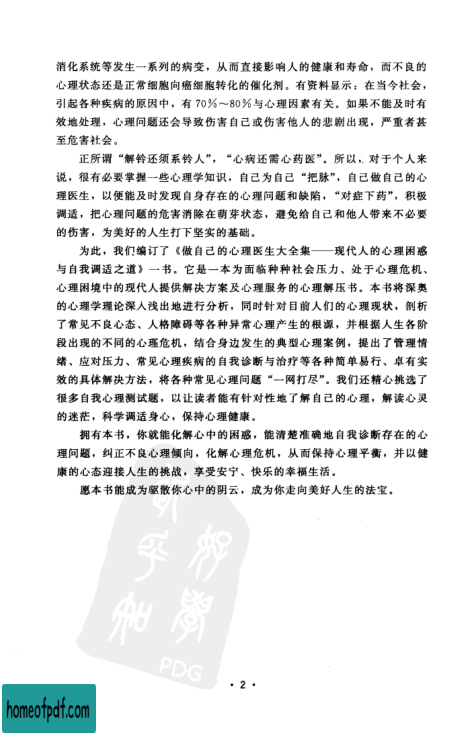 消化系统等发生一系列的病变，从而直接影响人的健康和寿命，而不良的
心理状态还是正常细胞向癌细胞转化的催化剂。有资料显示：在当今社会，
引起各种疾病的原因中，有 70％～80％与心理因素有关。如果不能及时有
效地处理，心理问题还会导致伤害自己或伤害他人的悲剧出现，严重者甚
至危害社会。
正所谓“解铃还须系铃人”，“心病还需心药医”。所以，对于个人来
说，很有必要掌握一些心理学知识，自己为自己“把脉”，自己做自己的心
理医生，以便能及时发现自身存在的心理问题和缺陷，“对症下药”，积极
调适，把心理问题的危害消除在萌芽状态，避免给自己和他人带来不必要
的伤害，为美好的人生打下坚实的基础。
为此，我们编订了《做自己的心理医生大全集——现代人的心理困惑
与自我调适之道》一书。它是一本为面临种种社会压力、处于心理危机、
心理困境中的现代人提供解决方案及心理服务的心理解压书。本书将深奥
的心理学理论深入浅出地进行分析，同时针对目前人们的心理现状，剖析
了常见不良心态、人格障碍等各种异常心理产生的根源，并根据人生各阶
段出现的不同的心理危机，结合身边发生的典型心理案例，提出了管理情
绪、应对压力、常见心理疾病的自我诊断与治疗等各种简单易行、卓有实
效的具体解决方法，将各种常见心理问题“一网打尽”。我们还精心挑选了
很多自我心理测试题，以让读者能有针对性地了解自己的心理，解读心灵
的迷茫，科学调适身心，保持心理健康。
拥有本书，你就能化解心中的困惑，能清楚准确地自我诊断存在的心
理问题，纠正不良心理倾向，化解心理危机，从而保持心理平衡，并以健
康的心态迎接人生的挑战，享受安宁、快乐的幸福生活。
愿本书能成为驱散你心中的阴云，成为你走向美好人生的法宝。
PDG
· 2 ·
homeofpdf.com